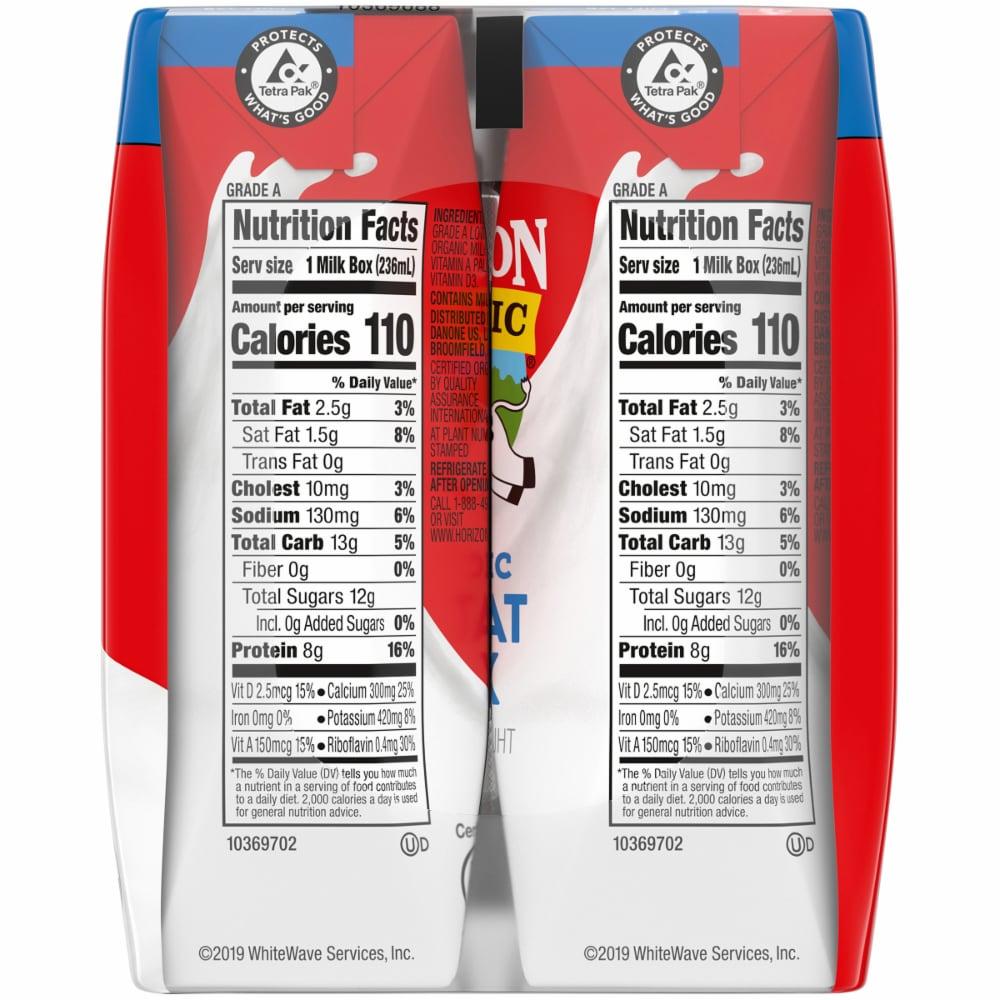 PROTECTS
Tetra Pak®
WHAT'S GOOD
GRADE A
Nutrition Facts
Serv size 1 Milk Box (236mL)
Amount per serving
Calories 110
% Daily Value*
Total Fat 2.5g 3%
Sat Fat 1.5g 8%
Trans Fat 0g
Cholest 10mg 3%
Sodium 130mg 6%
Total Carb 13g 5%
Fiber 0g 0%
Total Sugars 12g
Incl. 0g Added Sugars 0%
Protein 8g 16%
Vit D 2.5mcg 15% • Calcium 300mg 25%
Iron 0mg 0% • Potassium 420mg 8%
Vit A 150mcg 15% • Riboflavin 0.4mg 30%
*The % Daily Value (DV) tells you how much
a nutrient in a serving of food contributes
to a daily diet. 2,000 calories a day is used
for general nutrition advice.
10369702
UD
©2019 WhiteWave Services, Inc.
INGREDIENT
GRADE A
ORGANIC
VITAMIN A
VITAMIN D3.
CONTAINS
DISTRIBUTED
DANONE US,
BROOMFIELD,
CERTIFIED
BY QUALITY
ASSURANCE
AT PLANT
STAMPED
REFRIGERATE
AFTER
CALL 1-888-
OR VISIT
ON
IC
®
IC
AT
PROTECTS
Tetra Pak®
WHAT'S GOOD
GRADE A
Nutrition Facts
Serv size 1 Milk Box (236mL)
Amount per serving
Calories 110
% Daily Value*
Total Fat 2.5g 3%
Sat Fat 1.5g 8%
Trans Fat 0g
Cholest 10mg 3%
Sodium 130mg 6%
Total Carb 13g 5%
Fiber 0g 0%
Total Sugars 12g
Incl. 0g Added Sugars 0%
Protein 8g 16%
Vit D 2.5mcg 15% • Calcium 300mg 25%
Iron 0mg 0% • Potassium 420mg 8%
Vit A 150mcg 15% • Riboflavin 0.4mg 30%
*The % Daily Value (DV) tells you how much
a nutrient in a serving of food contributes
to a daily diet. 2,000 calories a day is used
for general nutrition advice.
10369702
UD
©2019 WhiteWave Services, Inc.